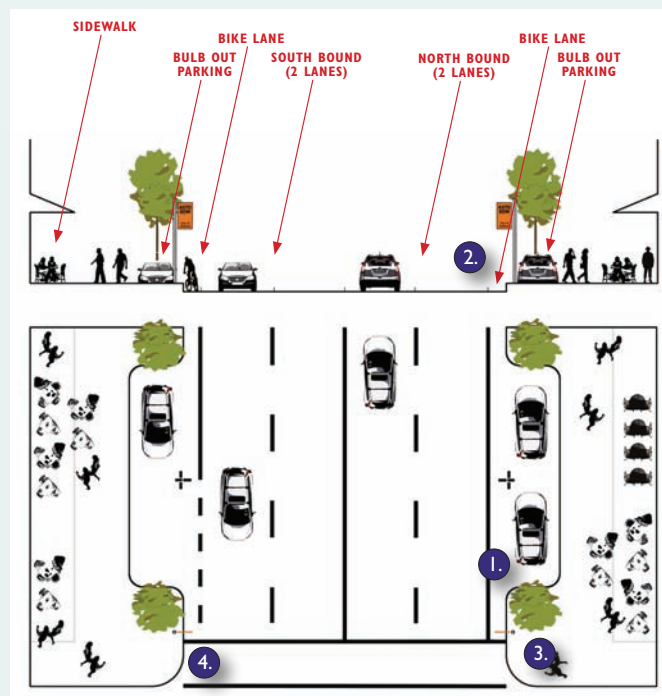 SIDEWALK
BULB OUT
PARKING
BIKE LANE
SOUTH BOUND
(2 LANES)
NORTH BOUND
(2 LANES)
BIKE LANE
BULB OUT
PARKING
2.
1.
3.
4.